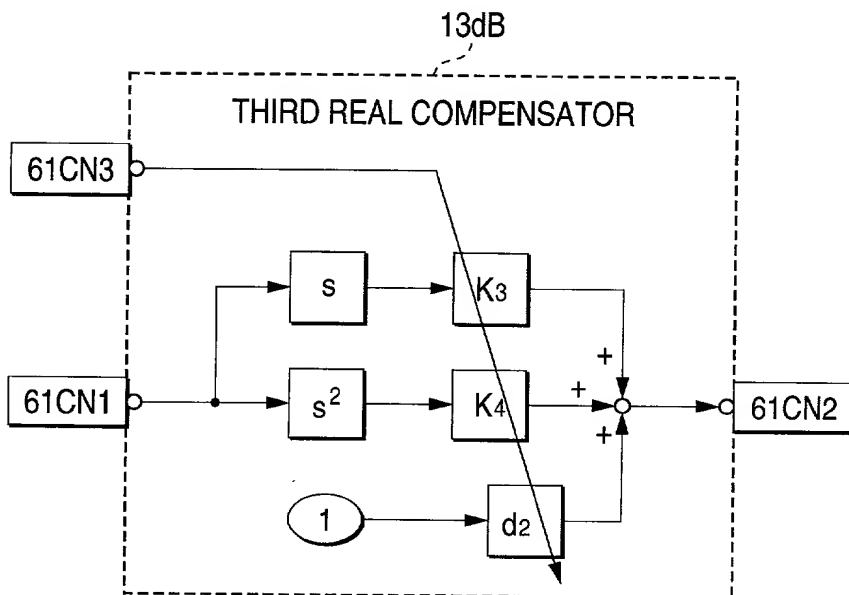 13dB
THIRD REAL COMPENSATOR
61CN3
s
K3
+
61CN1
s²
K4
+
61CN2
+
1
d2